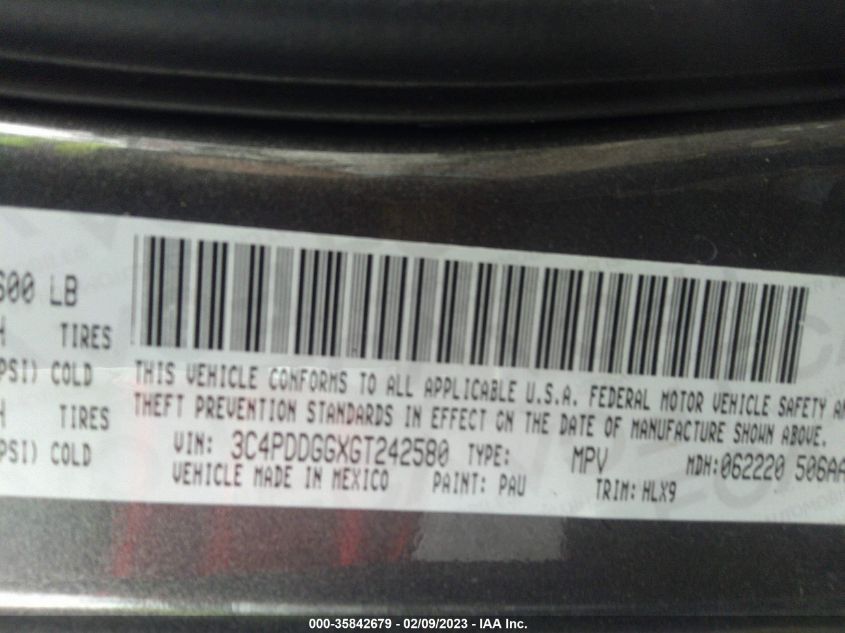 600 LB
TIRES
PSI) COLD
TIRES
PSI) COLD
THIS VEHICLE CONFORMS TO ALL APPLICABLE U.S.A. FEDERAL MOTOR VEHICLE SAFETY
THEFT PREVENTION STANDARDS IN EFFECT ON THE DATE OF MANUFACTURE SHOWN ABOVE.
VIN: 3C4PDDGGXGT242580 TYPE: MPV MDH:062220 506AA
VEHICLE MADE IN MEXICO PAINT: PAU TRIM: HLX9
000-35842679 - 02/09/2023 - IAA Inc.